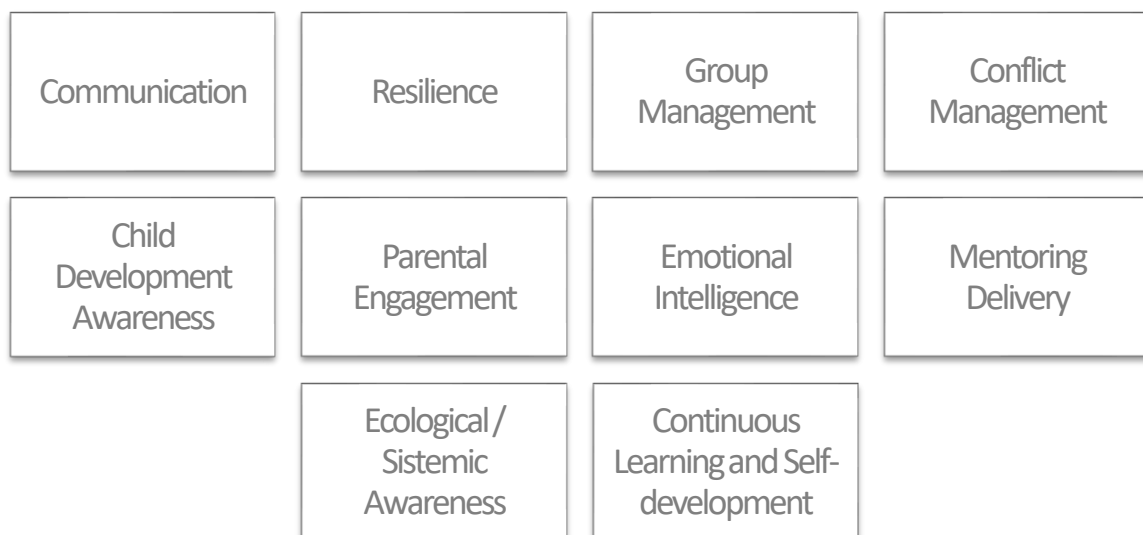 Communication
Resilience
Group
Management
Conflict
Management
Child
Development
Awareness
Parental
Engagement
Emotional
Intelligence
Mentoring
Delivery
Ecological /
Sistemic
Awareness
Continuous
Learning and Self-
development